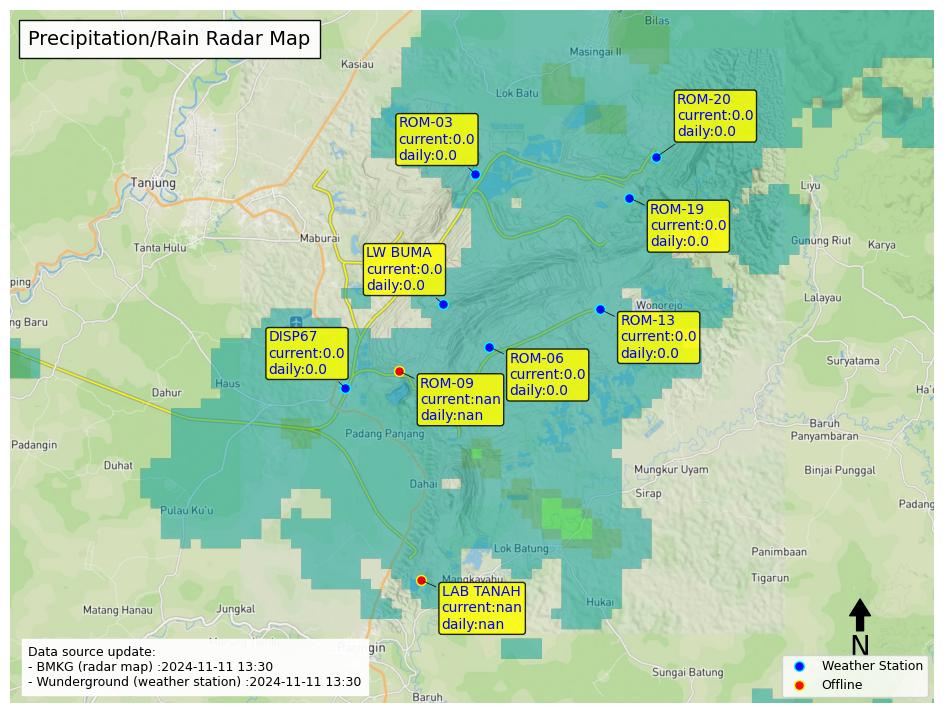 Precipitation/Rain Radar Map
Bilas
Masingai II
Kasiau
Lok Batu
ROM-20
current:0.0
daily:0.0
ROM-03
current:0.0
daily:0.0
Tanjung
Liyu
ROM-19
current:0.0
daily:0.0
Maburai
Tanta Hulu
Gunung Riut
Karya
LW BUMA
current:0.0
daily:0.0
ping
Lalayau
Wonorejo
ng Baru
ROM-13
current:0.0
daily:0.0
DISP67
current:0.0
daily:0.0
ROM-06
current:0.0
daily:0.0
Suryatama
Haus
Dahur
ROM-09
current:nan
daily:nan
Ha'
Baruh
Panyambaran
Padang Panjang
Padangin
Duhat
Mungkur Uyam
Binjai Punggal
Dahai
Sirap
Padang
Pulau Ku'u
Lok Batung
Panimbaan
Mangkayahu
Tigarun
LAB TANAH
current:nan
daily:nan
Hukai
Matang Hanau
Jungkal
Data source update:
- BMKG (radar map) :2024-11-11 13:30
- Wunderground (weather station) :2024-11-11 13:30
N
Sungai Batung
Weather Station
Offline
Baruh